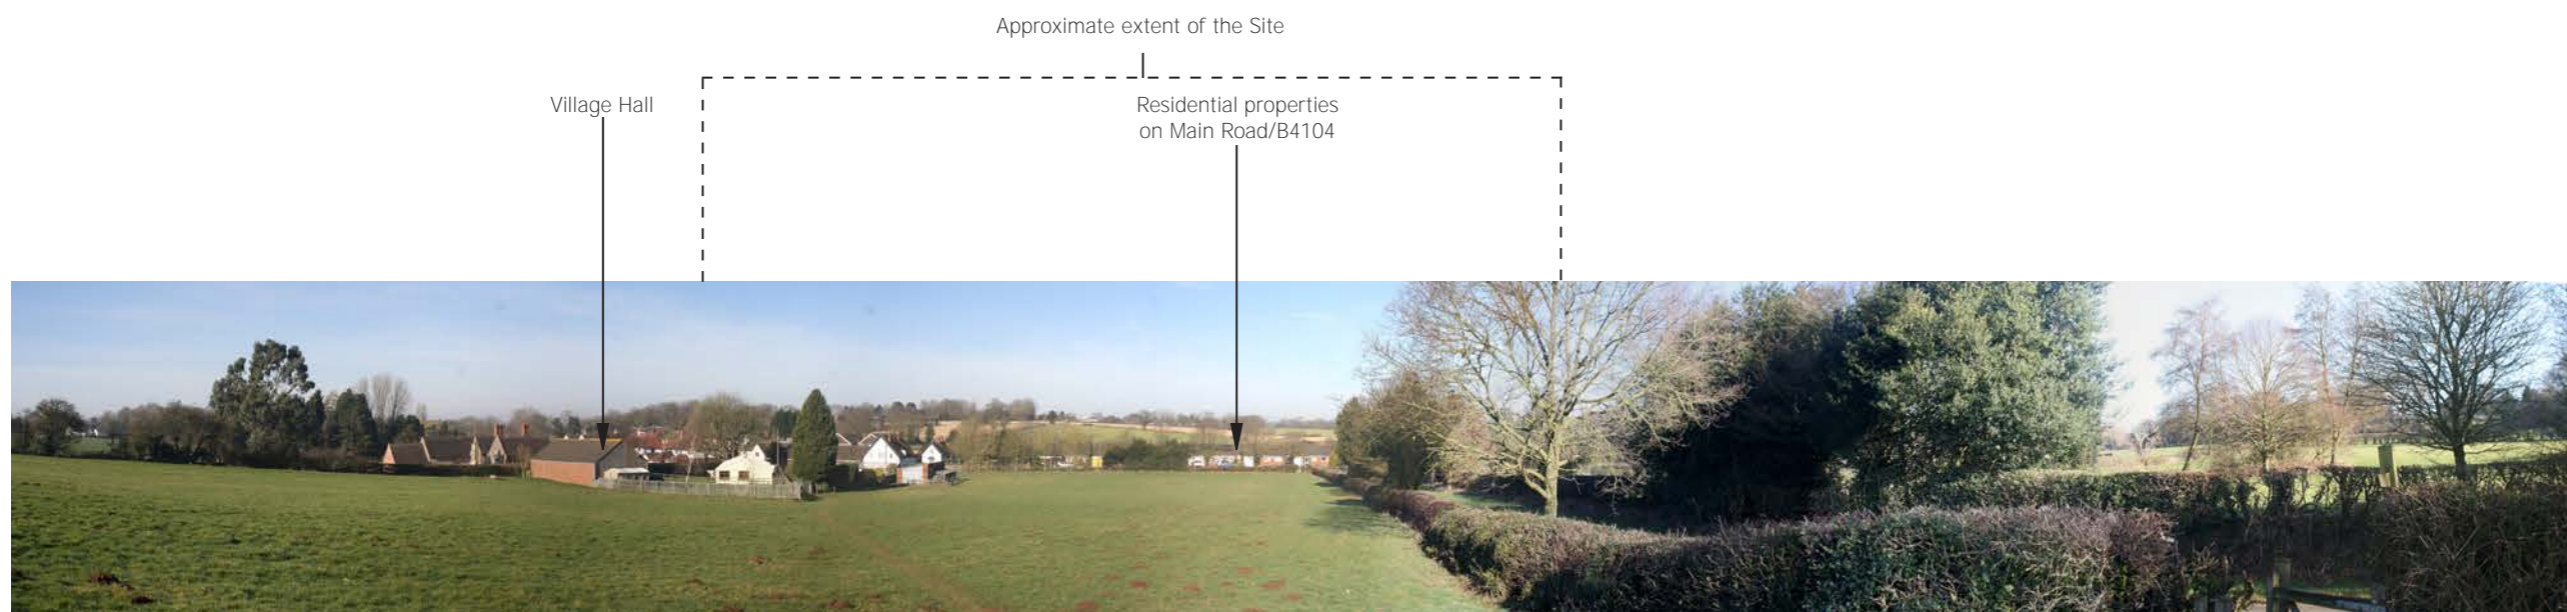 Approximate extent of the Site
Village Hall
Residential properties
on Main Road/B4104